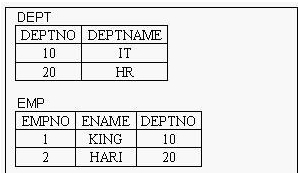 DEPT
DEPTNO DEPTNAME
10 IT
20 HR
EMP
EMPNO ENAME DEPTNO
1 KING 10
2 HARI 20